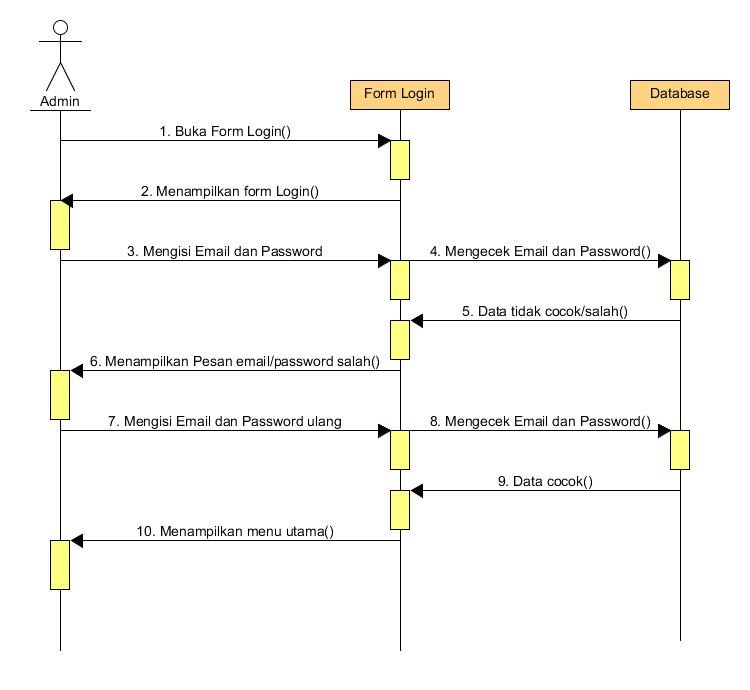 Admin
Form Login
Database
1. Buka Form Login()
2. Menampilkan form Login()
3. Mengisi Email dan Password
4. Mengecek Email dan Password()
5. Data tidak cocok/salah()
6. Menampilkan Pesan email/password salah()
7. Mengisi Email dan Password ulang
8. Mengecek Email dan Password()
9. Data cocok()
10. Menampilkan menu utama()